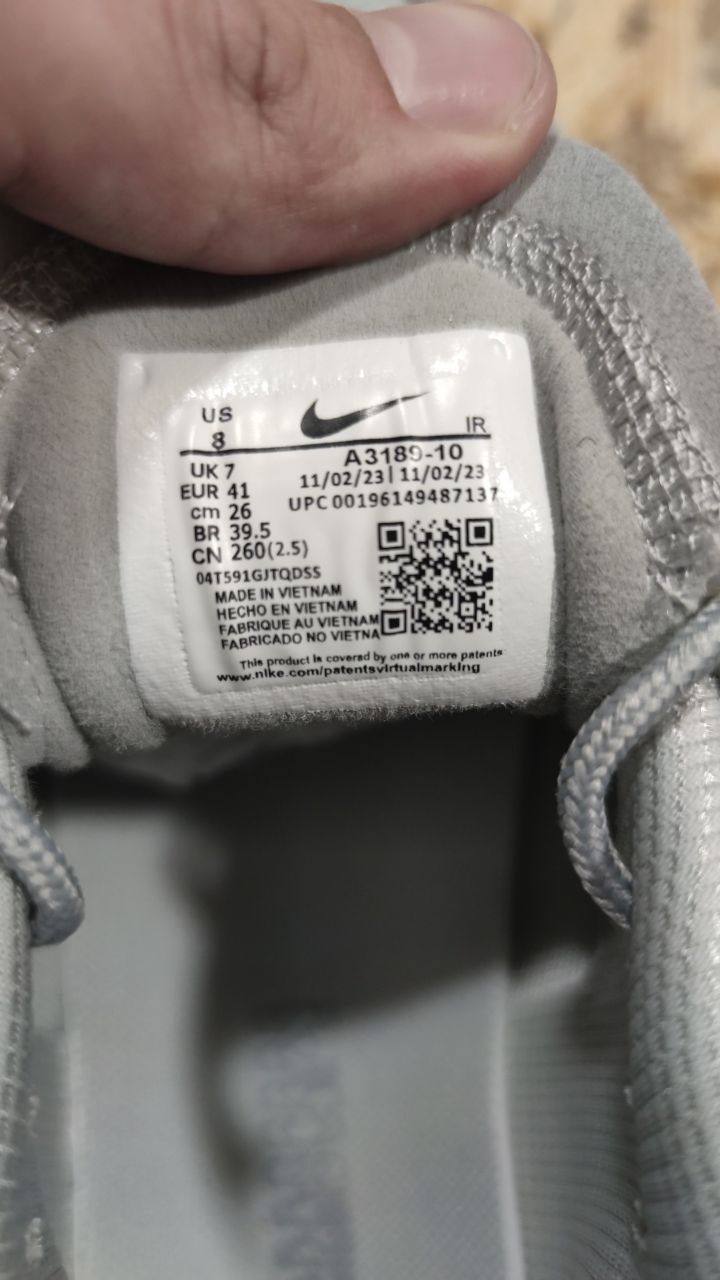 US
8
IR
A3189-10
UK 7
11/02/23 | 11/02/23
EUR 41
UPC 00196149487137
cm 26
BR 39.5
CN 260(2.5)
04T591GJTQDSS
MADE IN VIETNAM
HECHO EN VIETNAM
FABRIQUE AU VIETNAM
FABRICADO NO VIETNA
This product is covered by one or more patents
www.nike.com/patentsvirtualmarking